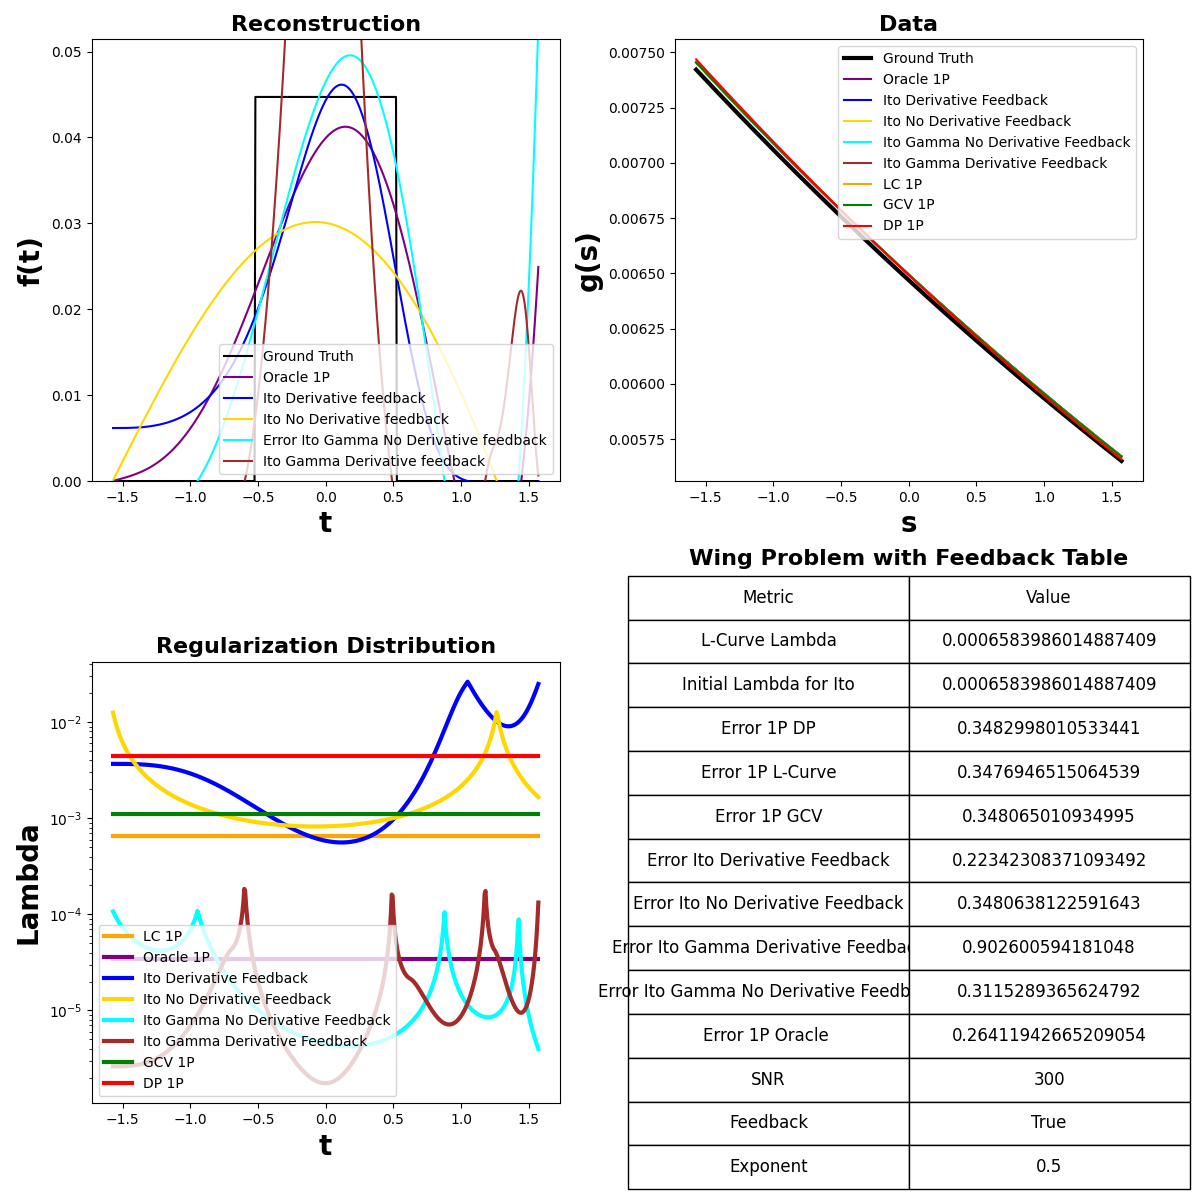 Reconstruction
f(t)
0.05
0.04
0.03
0.02
0.01
0.00
Ground Truth
Oracle 1P
Ito Derivative feedback
Ito No Derivative feedback
Error Ito Gamma No Derivative feedback
Ito Gamma Derivative feedback
−1.5 −1.0 −0.5 0.0 0.5 1.0 1.5
t
Data
g(s)
0.00750
0.00725
0.00700
0.00675
0.00650
0.00625
0.00600
0.00575
Ground Truth
Oracle 1P
Ito Derivative Feedback
Ito No Derivative Feedback
Ito Gamma No Derivative Feedback
Ito Gamma Derivative Feedback
LC 1P
GCV 1P
DP 1P
−1.5 −1.0 −0.5 0.0 0.5 1.0 1.5
s
Regularization Distribution
Lambda
10⁻²
10⁻³
10⁻⁴
10⁻⁵
LC 1P
Oracle 1P
Ito Derivative Feedback
Ito No Derivative Feedback
Ito Gamma No Derivative Feedback
Ito Gamma Derivative Feedback
GCV 1P
DP 1P
−1.5 −1.0 −0.5 0.0 0.5 1.0 1.5
t
Wing Problem with Feedback Table
Metric Value
L-Curve Lambda 0.0006583986014887409
Initial Lambda for Ito 0.0006583986014887409
Error 1P DP 0.3482998010533441
Error 1P L-Curve 0.3476946515064539
Error 1P GCV 0.348065010934995
Error Ito Derivative Feedback 0.22342308371093492
Error Ito No Derivative Feedback 0.3480638122591643
Error Ito Gamma Derivative Feedbac 0.902600594181048
Error Ito Gamma No Derivative Feedb 0.3115289365624792
Error 1P Oracle 0.26411942665209054
SNR 300
Feedback True
Exponent 0.5